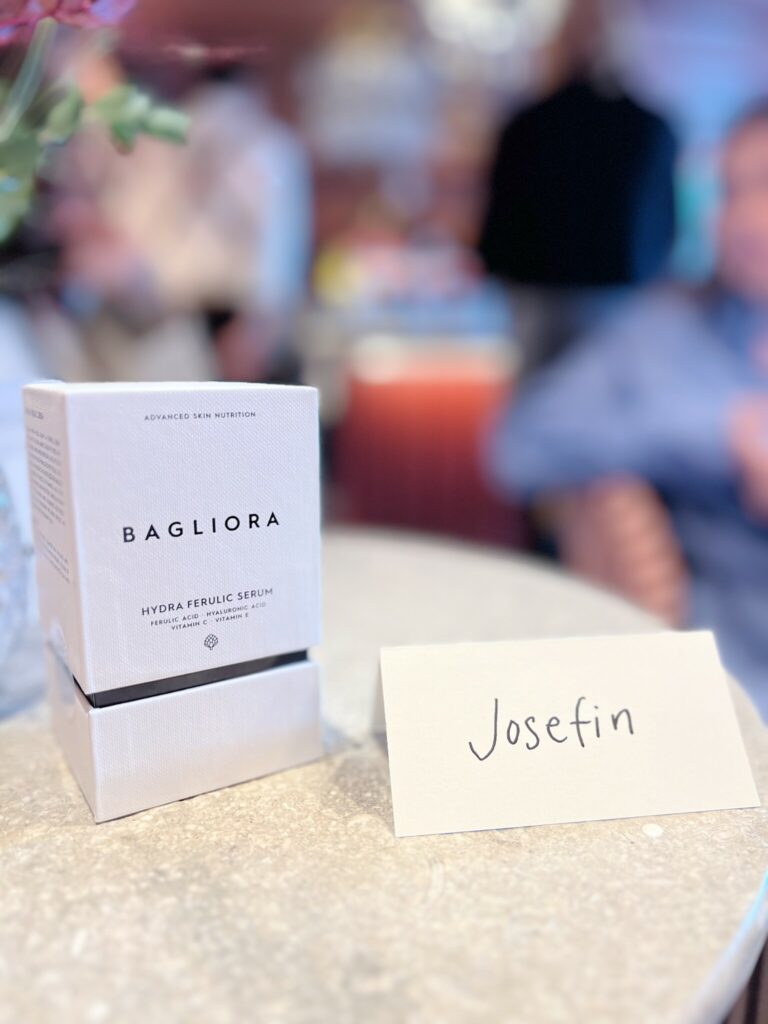 ADVANCED SKIN NUTRITION
BAGLIORA
HYDRA FERULIC SERUM
FERULIC ACID · HYALURONIC ACID
VITAMIN C · VITAMIN E
Josefin